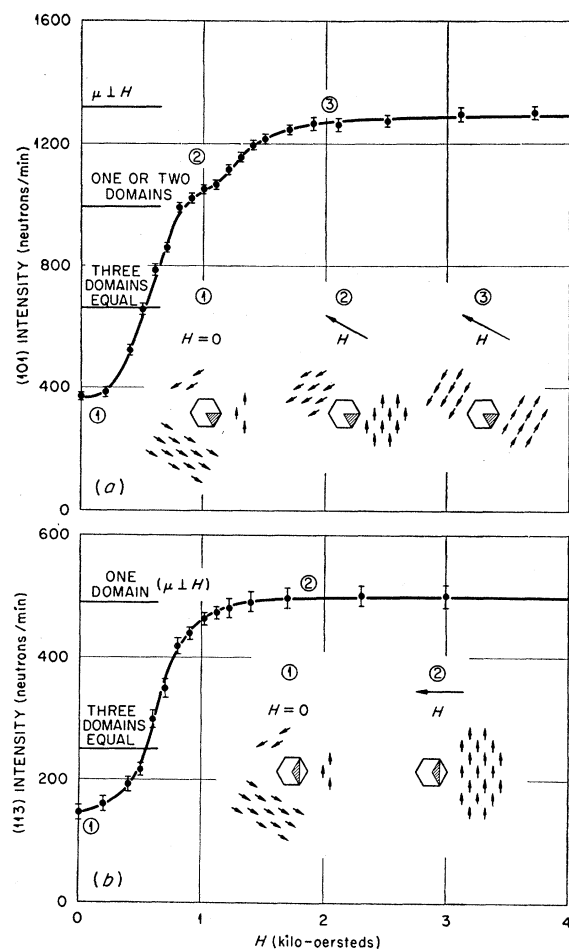 1600
μ ⊥ H
③
1200
②
ONE OR TWO
DOMAINS
800
THREE
DOMAINS
EQUAL
①
②
③
H = 0
H
H
400
①
(a)
0
(101) INTENSITY (neutrons/min)
600
ONE
DOMAIN
(μ ⊥ H)
②
400
①
②
THREE
DOMAINS
EQUAL
H = 0
H
200
①
(b)
0
(113) INTENSITY (neutrons/min)
0
1
2
3
4
H (kilo-oersteds)